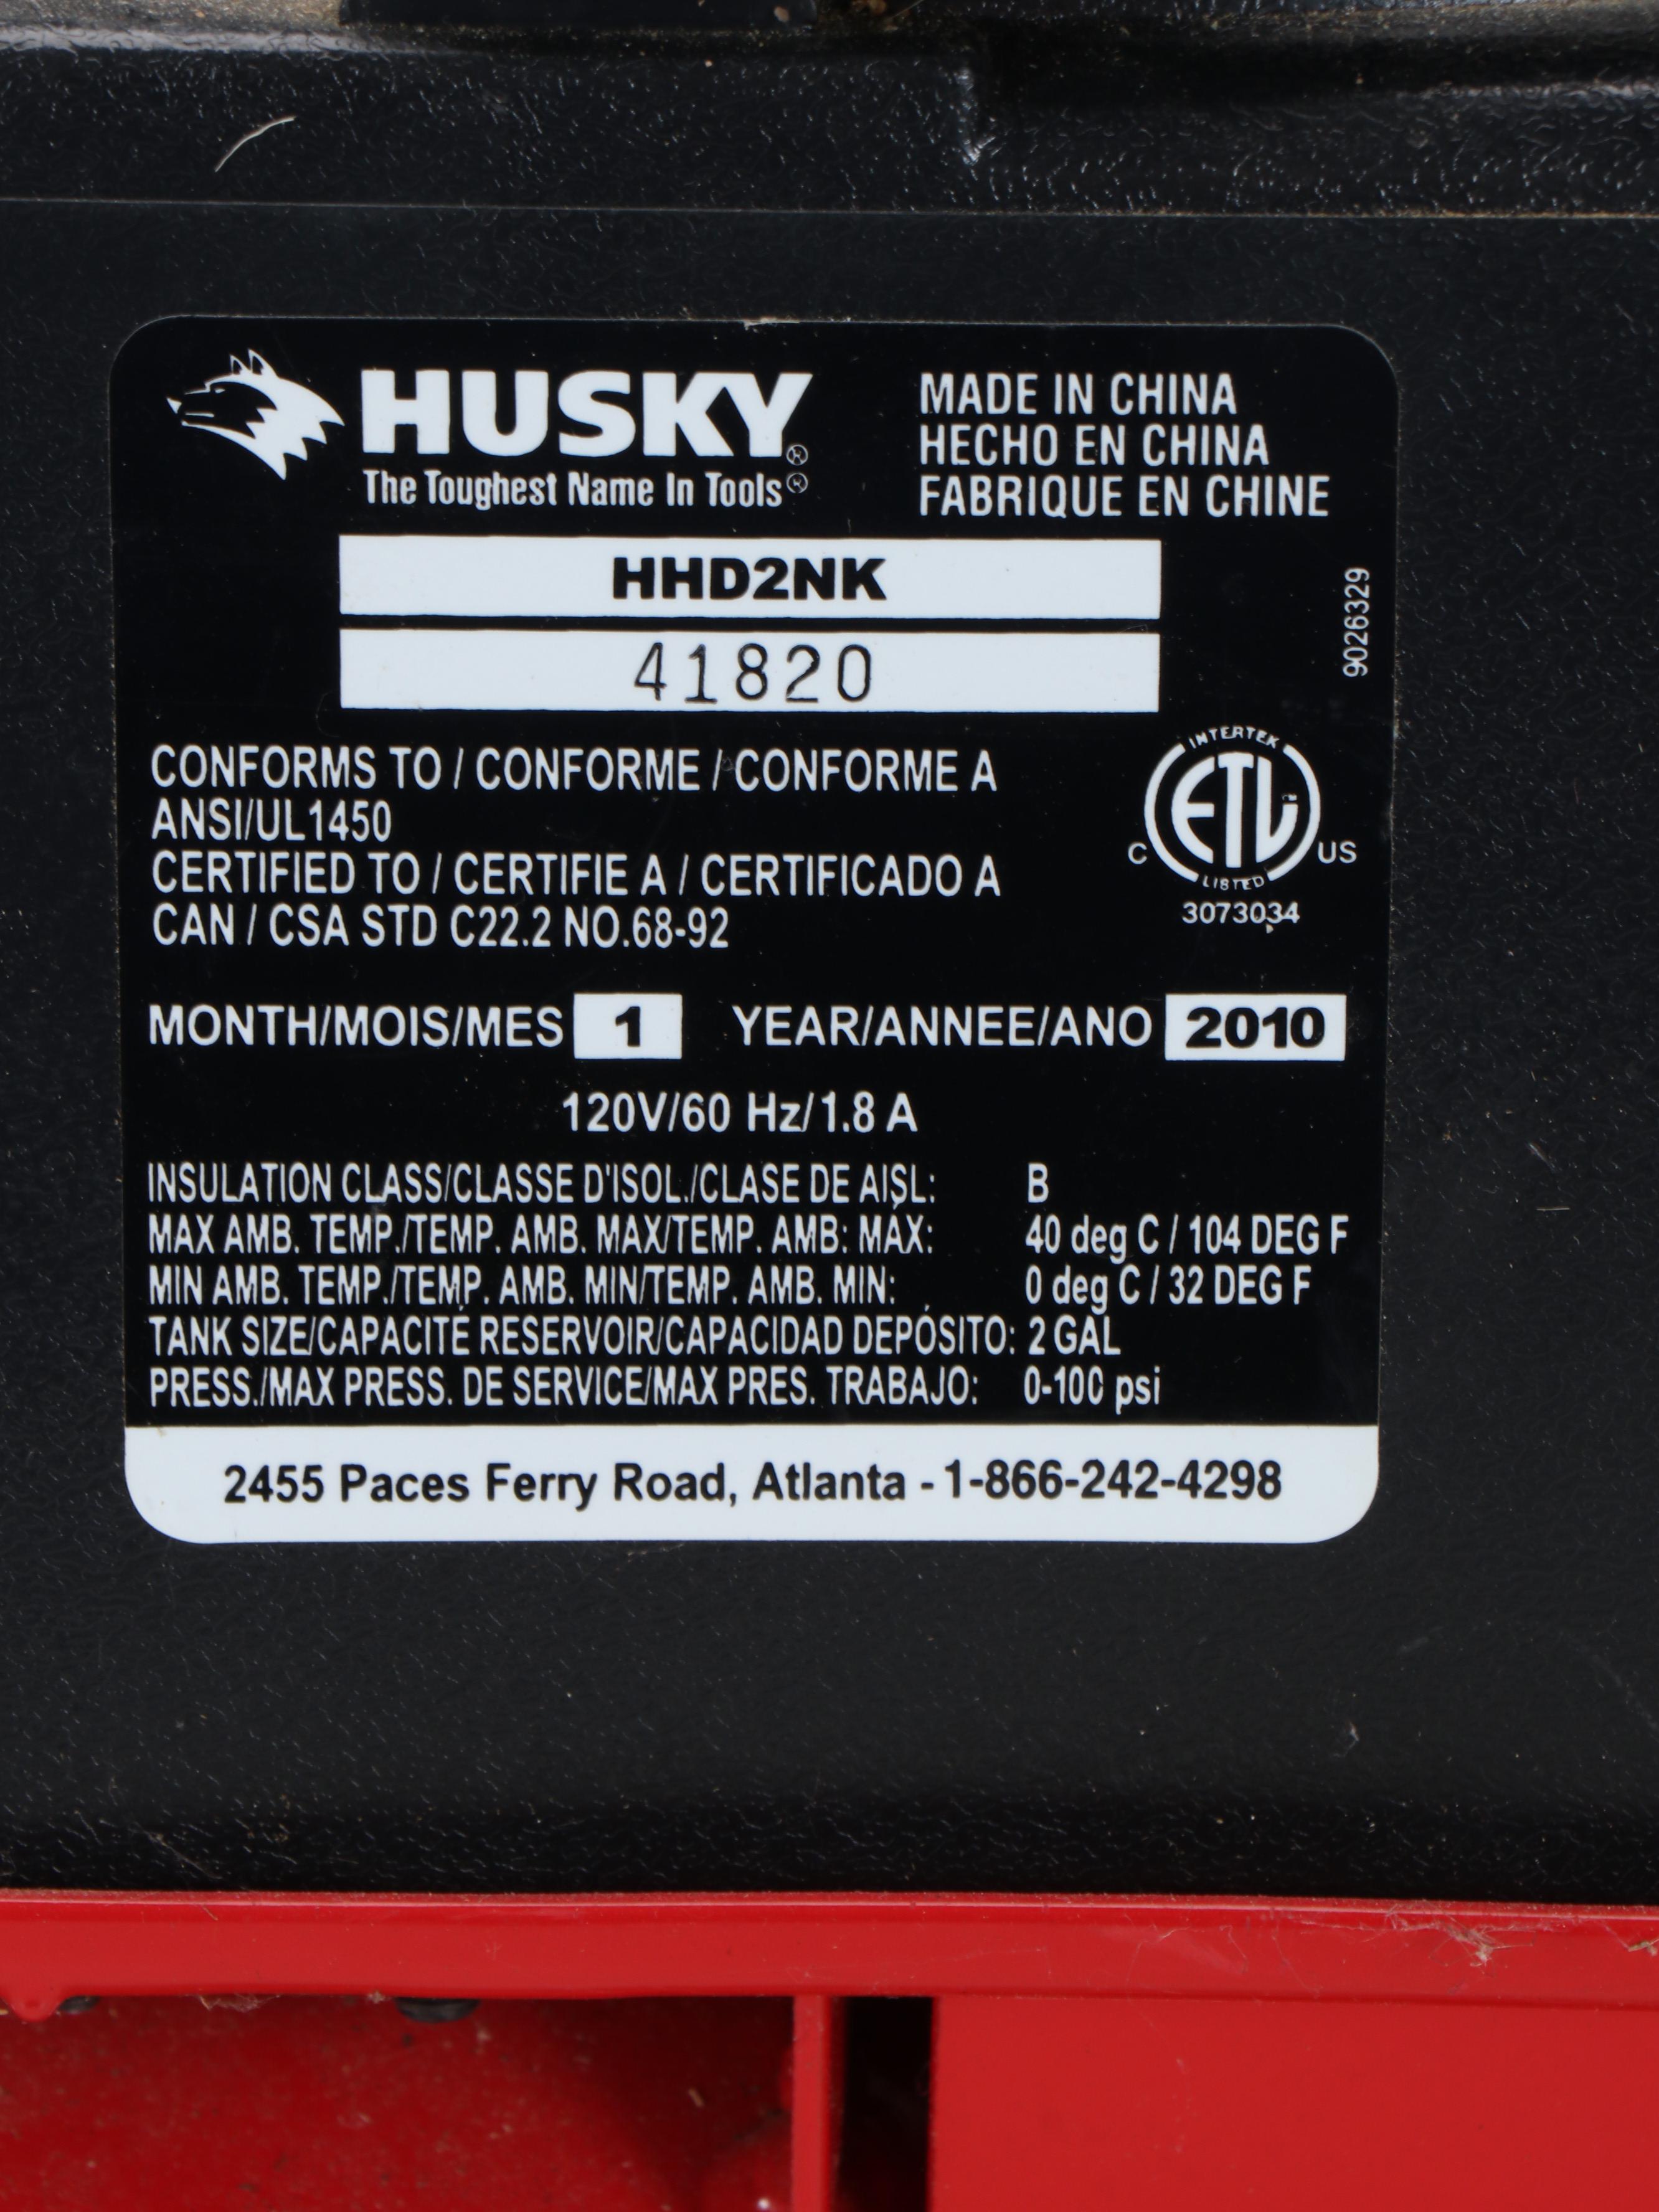 HUSKY®
The Toughest Name In Tools®
MADE IN CHINA
HECHO EN CHINA
FABRIQUE EN CHINE
HHD2NK
41820
9026329
CONFORMS TO / CONFORME / CONFORME A
ANSI/UL1450
CERTIFIED TO / CERTIFIE A / CERTIFICADO A
CAN / CSA STD C22.2 NO.68-92
INTERTEK
ETL
C US
LISTED
3073034
MONTH/MOIS/MES 1 YEAR/ANNEE/ANO 2010
120V/60 Hz/1.8 A
INSULATION CLASS/CLASSE D'ISOL./CLASE DE AISL: B
MAX AMB. TEMP./TEMP. AMB. MAX/TEMP. AMB: MÁX: 40 deg C / 104 DEG F
MIN AMB. TEMP./TEMP. AMB. MIN/TEMP. AMB. MIN: 0 deg C / 32 DEG F
TANK SIZE/CAPACITÉ RESERVOIR/CAPACIDAD DEPÓSITO: 2 GAL
PRESS./MAX PRESS. DE SERVICE/MAX PRES. TRABAJO: 0-100 psi
2455 Paces Ferry Road, Atlanta - 1-866-242-4298